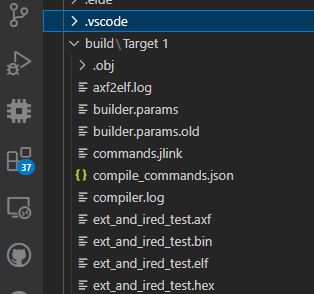 .eide
.vscode
build\Target 1
.obj
axf2elf.log
builder.params
builder.params.old
commands.jlink
{} compile_commands.json
compiler.log
ext_and_ired_test.axf
ext_and_ired_test.bin
ext_and_ired_test.elf
ext_and_ired_test.hex
37